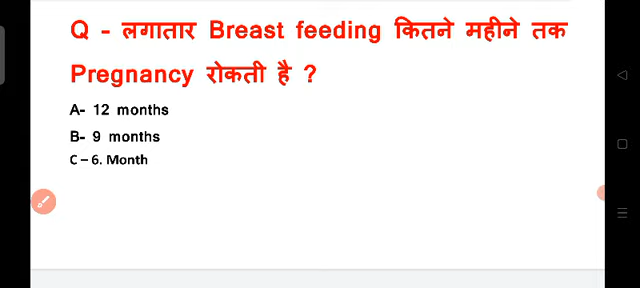 Q - लगातार Breast feeding कितने महीने तक
Pregnancy रोकती है ?
A- 12 months
B- 9 months
C – 6. Month